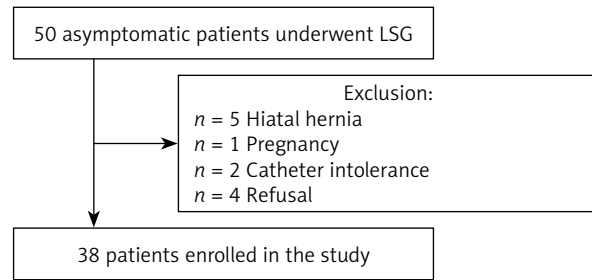 50 asymptomatic patients underwent LSG
Exclusion:
n = 5 Hiatal hernia
n = 1 Pregnancy
n = 2 Catheter intolerance
n = 4 Refusal
38 patients enrolled in the study